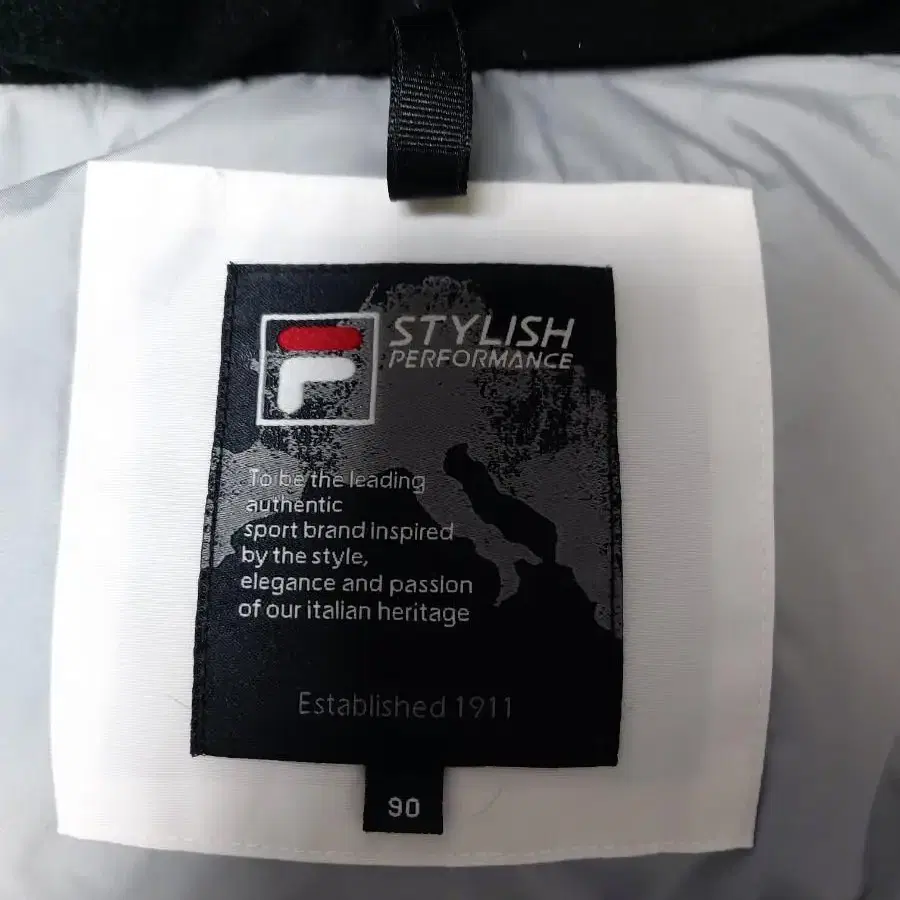 STYLISH
PERFORMANCE
To be the leading
authentic
sport brand inspired
by the style,
elegance and passion
of our italian heritage
Established 1911
90